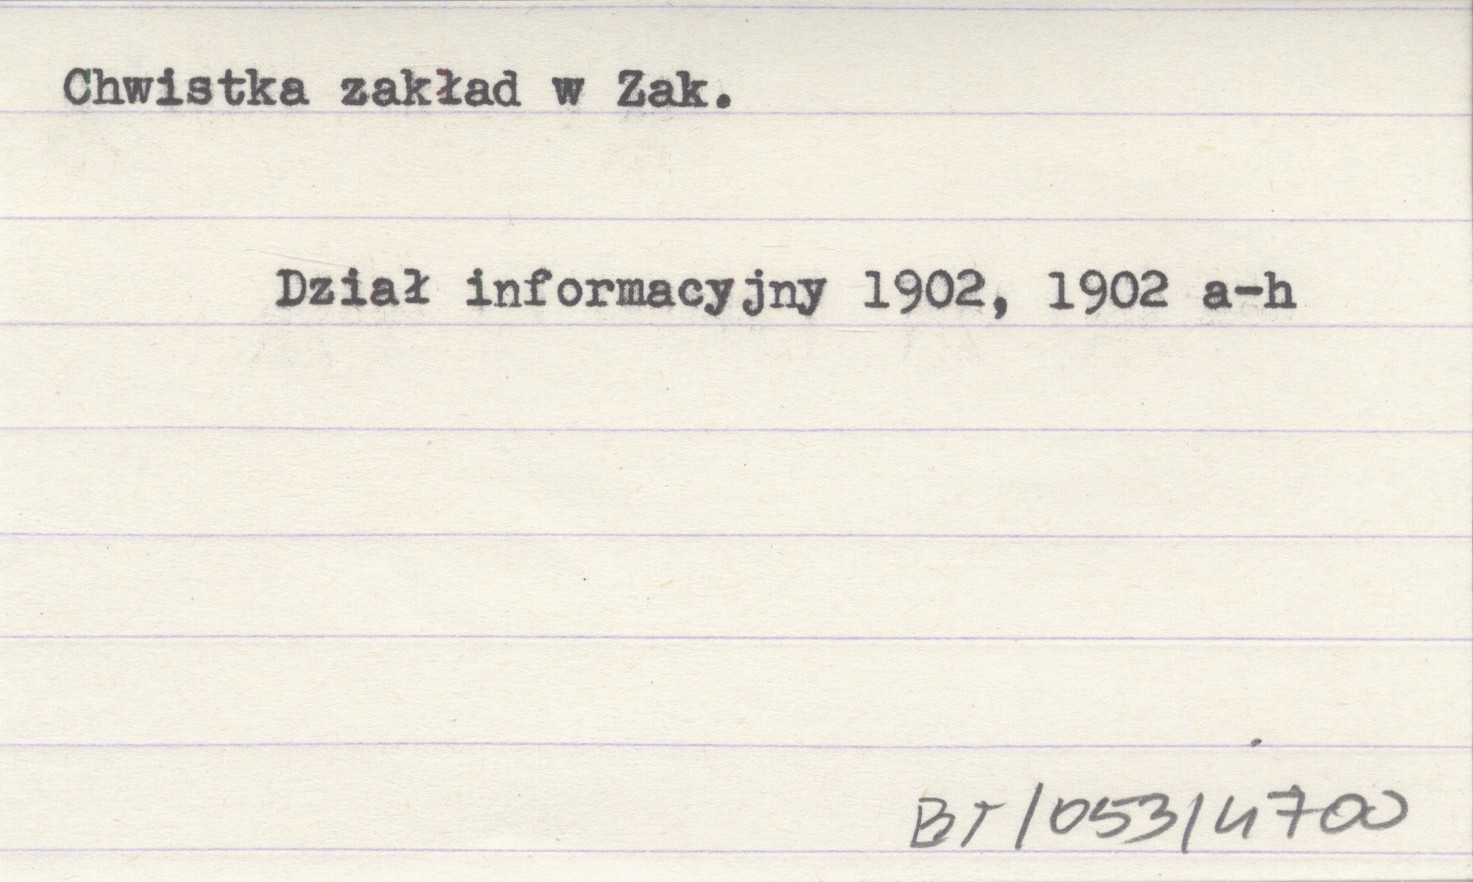 Chwistka zakład w Zak.
Dział informacyjny 1902, 1902 a-h
BT/053/4700